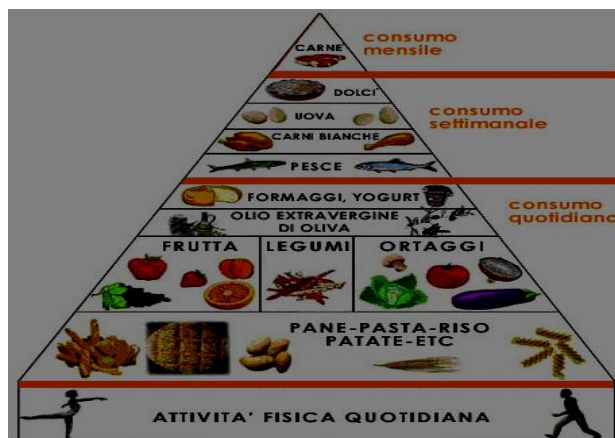 consumo
mensile
CARNE
DOLCI
consumo
settimanale
UOVA
CARNI BIANCHE
PESCE
consumo
quotidiano
FORMAGGI, YOGURT
OLIO EXTRAVERGINE
DI OLIVA
FRUTTA
LEGUMI
ORTAGGI
PANE-PASTA-RISO
PATATE-ETC
ATTIVITA' FISICA QUOTIDIANA